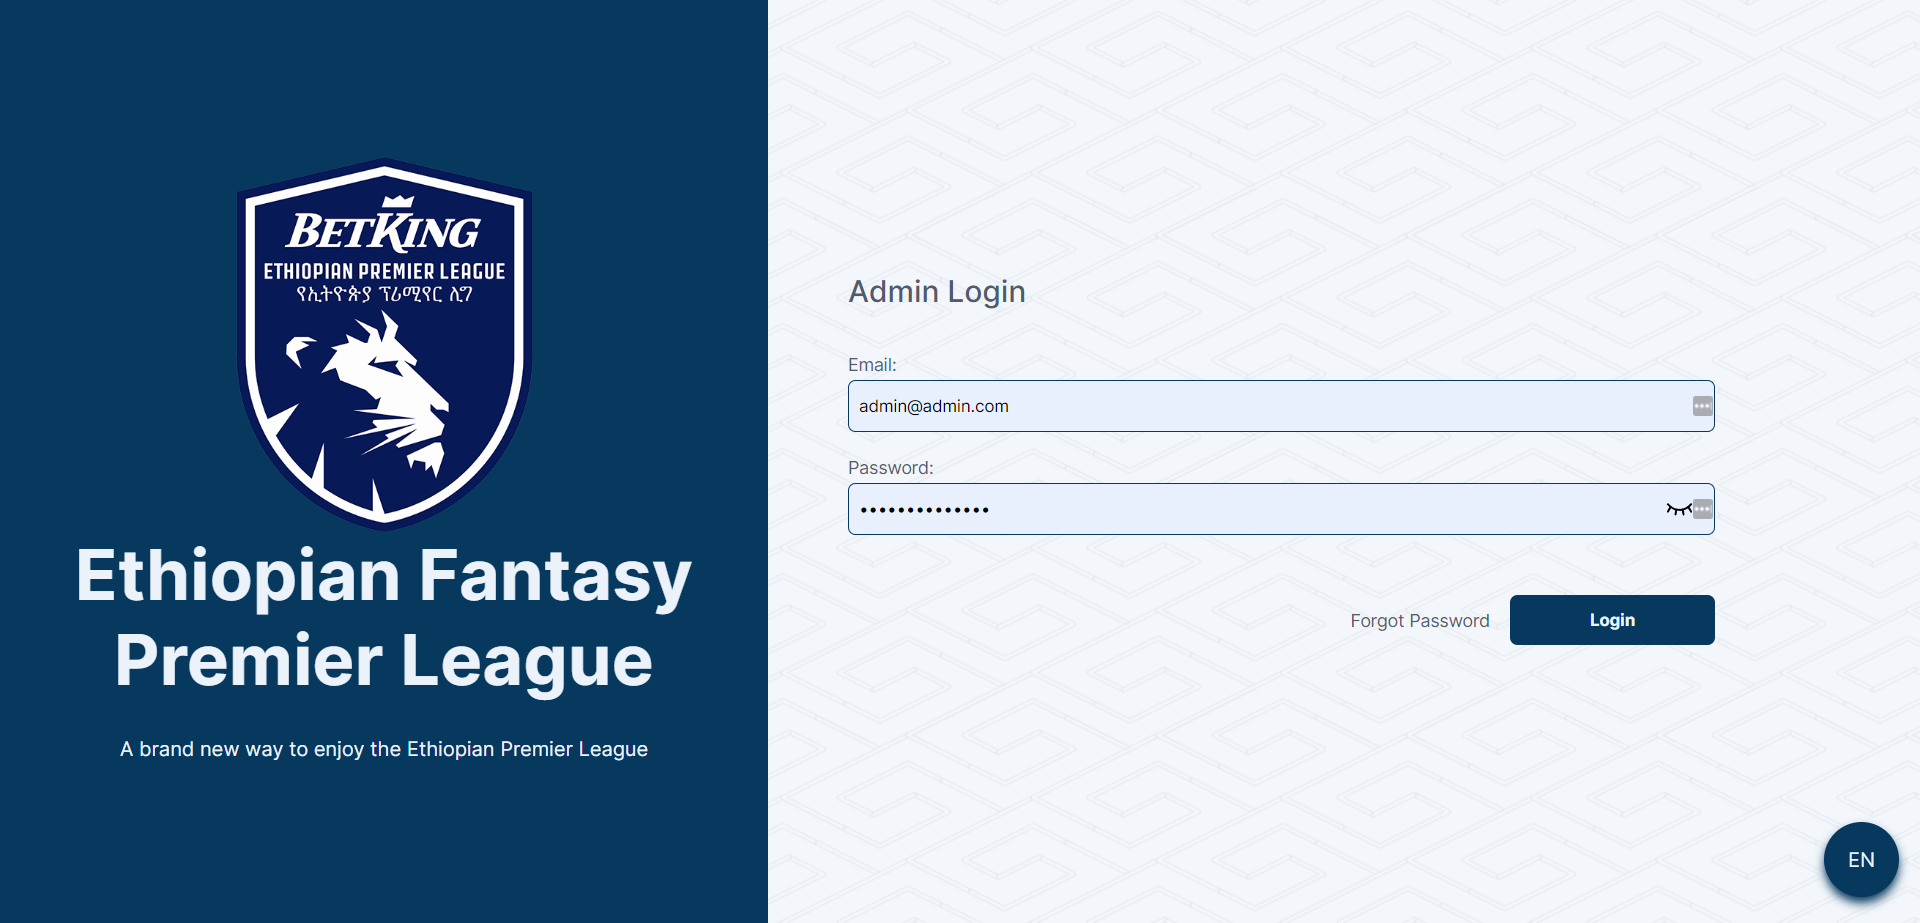 BETKING
ETHIOPIAN PREMIER LEAGUE
የኢትዮጵያ ፕሪሚየር ሊግ
Ethiopian Fantasy
Premier League
A brand new way to enjoy the Ethiopian Premier League
Admin Login
Email:
admin@admin.com
Password:
••••••••••••••
Forgot Password
Login
EN